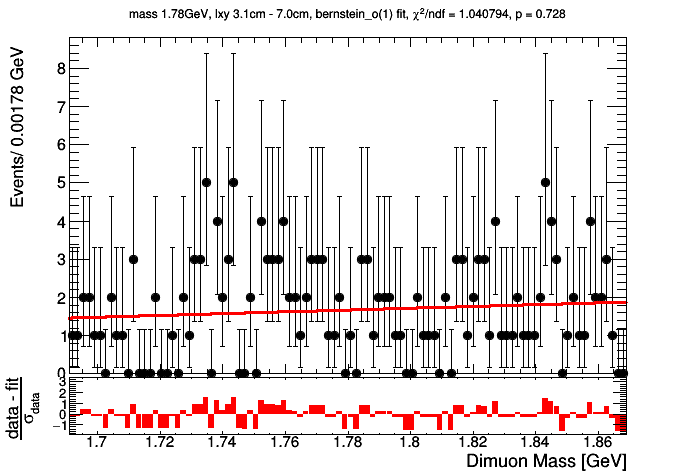 mass 1.78GeV, lxy 3.1cm - 7.0cm, bernstein_o(1) fit, χ²/ndf = 1.040794, p = 0.728
Events/ 0.00178 GeV
8
7
6
5
4
3
2
1
0
data - fit
σdata
3
2
1
0
−1
1.7 1.72 1.74 1.76 1.78 1.8 1.82 1.84 1.86
Dimuon Mass [GeV]